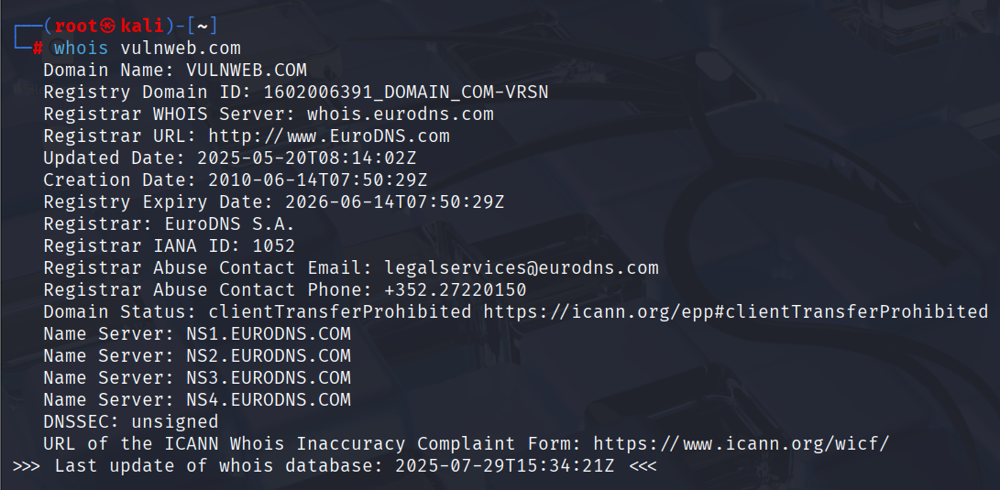 ┌──(root㉿kali)-[~]
└─# whois vulnweb.com
Domain Name: VULNWEB.COM
Registry Domain ID: 1602006391_DOMAIN_COM-VRSN
Registrar WHOIS Server: whois.eurodns.com
Registrar URL: http://www.EuroDNS.com
Updated Date: 2025-05-20T08:14:02Z
Creation Date: 2010-06-14T07:50:29Z
Registry Expiry Date: 2026-06-14T07:50:29Z
Registrar: EuroDNS S.A.
Registrar IANA ID: 1052
Registrar Abuse Contact Email: legalservices@eurodns.com
Registrar Abuse Contact Phone: +352.27220150
Domain Status: clientTransferProhibited https://icann.org/epp#clientTransferProhibited
Name Server: NS1.EURODNS.COM
Name Server: NS2.EURODNS.COM
Name Server: NS3.EURODNS.COM
Name Server: NS4.EURODNS.COM
DNSSEC: unsigned
URL of the ICANN Whois Inaccuracy Complaint Form: https://www.icann.org/wicf/
>>> Last update of whois database: 2025-07-29T15:34:21Z <<<